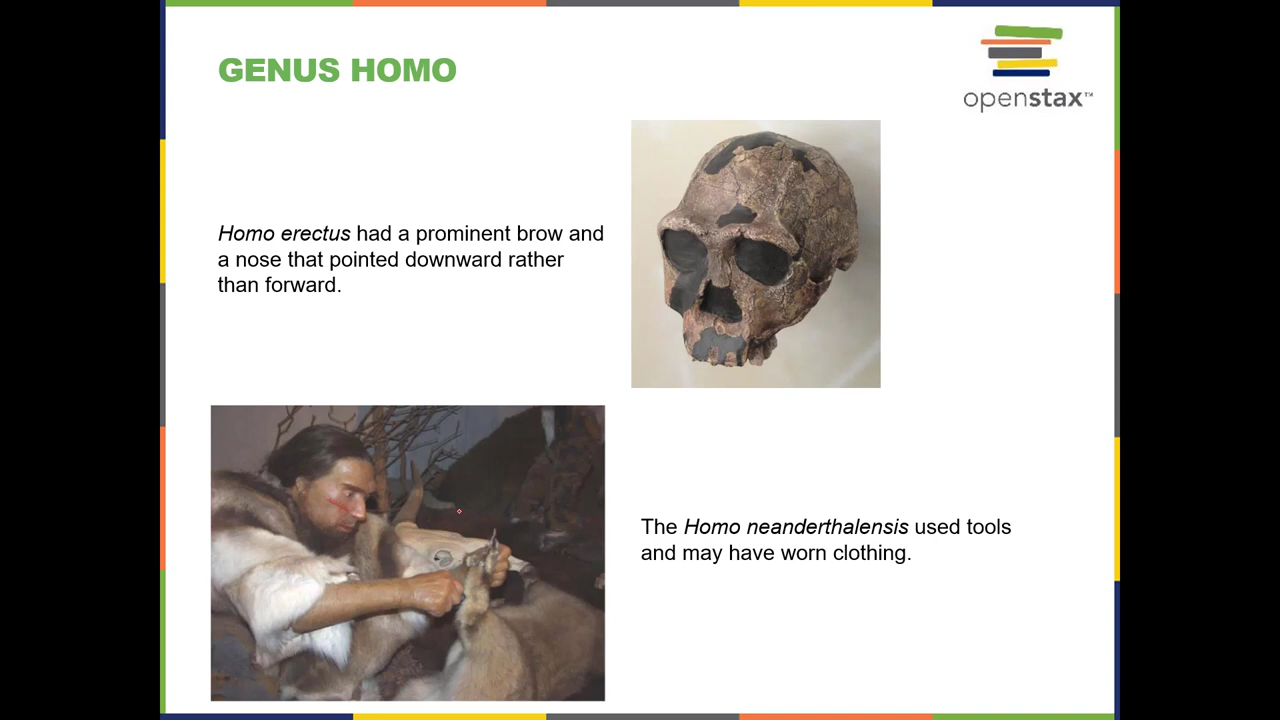 GENUS HOMO
openstax™
Homo erectus had a prominent brow and
a nose that pointed downward rather
than forward.
The Homo neanderthalensis used tools
and may have worn clothing.